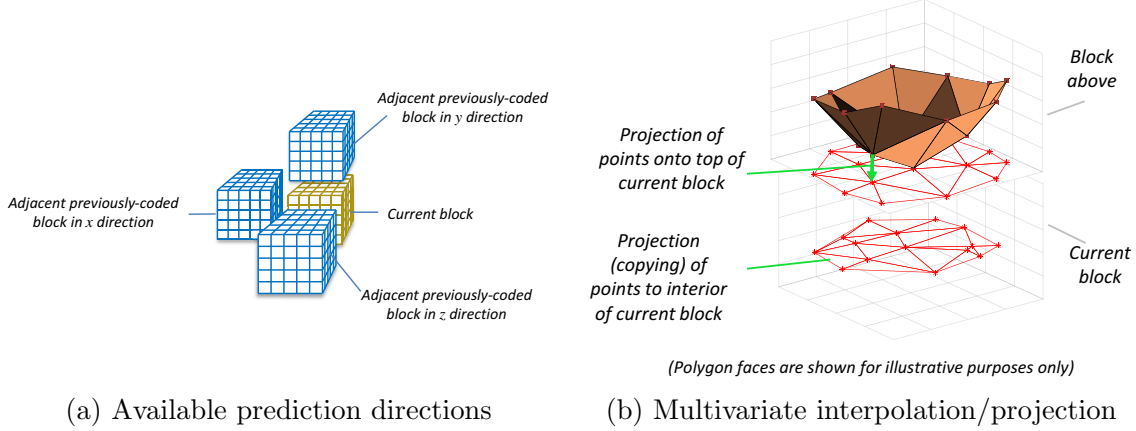 Adjacent previously-coded
block in y direction
Adjacent previously-coded
block in x direction
Current block
Adjacent previously-coded
block in z direction
(a) Available prediction directions
Block
above
Projection of
points onto top of
current block
Projection
(copying) of
points to interior
of current block
Current
block
(Polygon faces are shown for illustrative purposes only)
(b) Multivariate interpolation/projection